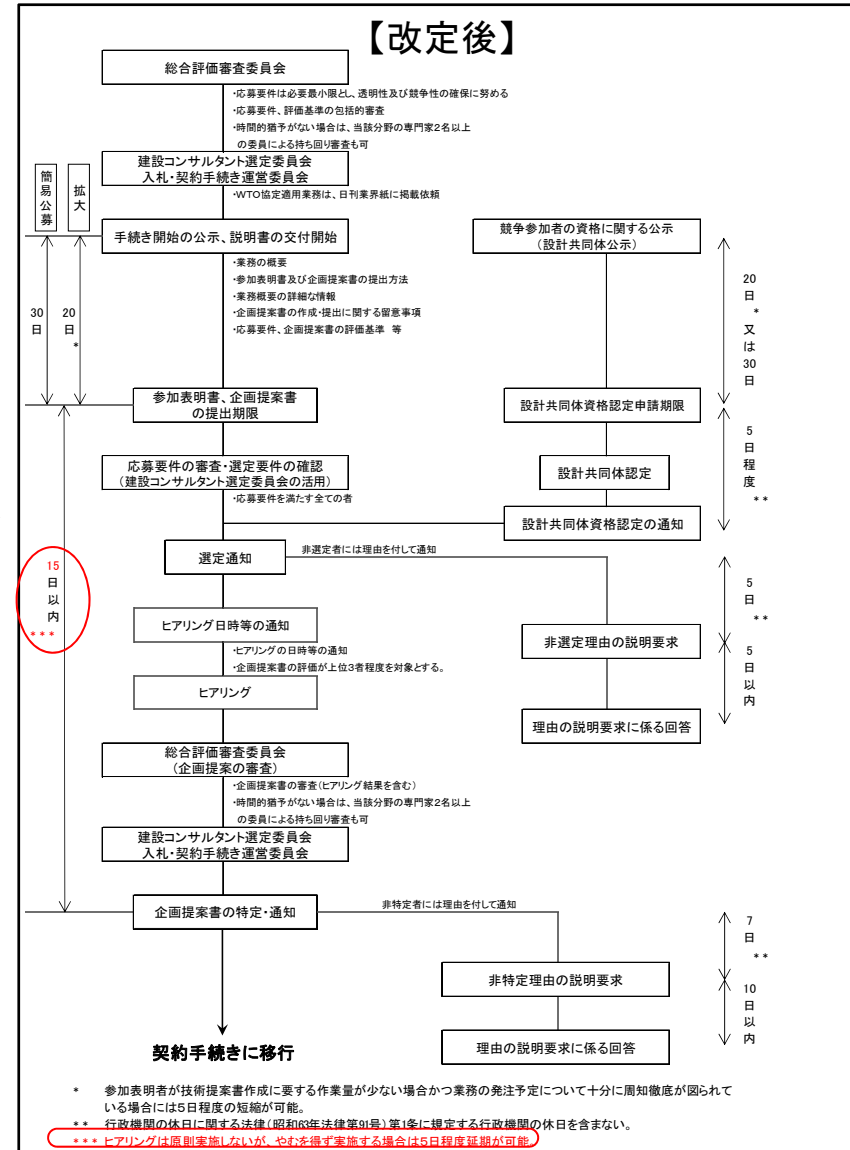 【改定後】
総合評価審査委員会
・応募要件は必要最小限とし、透明性及び競争性の確保に努める
・応募要件、評価基準の包括的審査
・時間的猶予がない場合は、当該分野の専門家2名以上
の委員による持ち回り審査も可
建設コンサルタント選定委員会
入札・契約手続き運営委員会
・WTO協定適用業務は、日刊業界紙に掲載依頼
簡易公募
拡大
手続き開始の公示、説明書の交付開始
競争参加者の資格に関する公示
(設計共同体公示)
・業務の概要
・参加表明書及び企画提案書の提出方法
・業務概要の詳細な情報
・企画提案書の作成・提出に関する留意事項
・応募要件、企画提案書の評価基準 等
30日
20日*
20日*又は30日
参加表明書、企画提案書
の提出期限
設計共同体資格認定申請期限
5日程度**
応募要件の審査・選定要件の確認
(建設コンサルタント選定委員会の活用)
設計共同体認定
・応募要件を満たす全ての者
設計共同体資格認定の通知
選定通知
非選定者には理由を付して通知
15日以内***
5日**
ヒアリング日時等の通知
非選定理由の説明要求
・ヒアリングの日時等の通知
・企画提案書の評価が上位3者程度を対象とする。
5日以内
ヒアリング
理由の説明要求に係る回答
総合評価審査委員会
(企画提案の審査)
・企画提案書の審査(ヒアリング結果を含む)
・時間的猶予がない場合は、当該分野の専門家2名以上
の委員による持ち回り審査も可
建設コンサルタント選定委員会
入札・契約手続き運営委員会
企画提案書の特定・通知
非特定者には理由を付して通知
7日**
非特定理由の説明要求
10日以内
契約手続きに移行
理由の説明要求に係る回答
* 参加表明者が技術提案書作成に要する作業量が少ない場合かつ業務の発注予定について十分に周知徹底が図られて
いる場合には5日程度の短縮が可能。
** 行政機関の休日に関する法律(昭和63年法律第91号)第1条に規定する行政機関の休日を含まない。
*** ヒアリングは原則実施しないが、やむを得ず実施する場合は5日程度延期が可能。